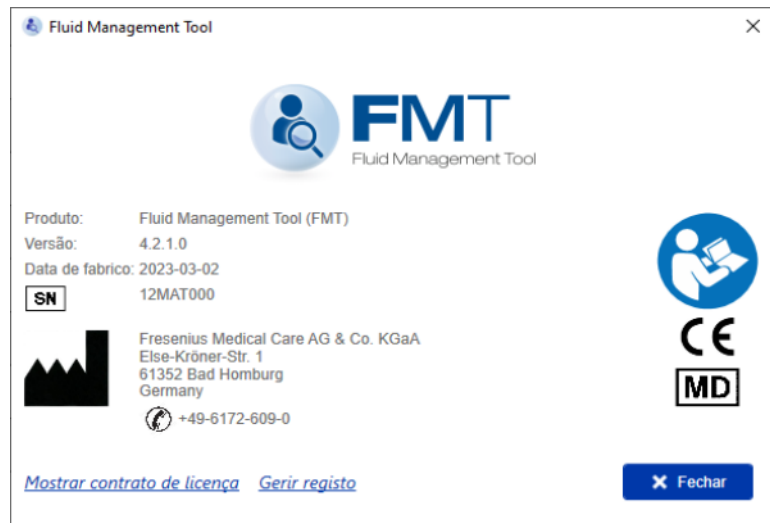 Fluid Management Tool
FMT
Fluid Management Tool
Produto: Fluid Management Tool (FMT)
Versão: 4.2.1.0
Data de fabrico: 2023-03-02
SN 12MAT000
Fresenius Medical Care AG & Co. KGaA
Else-Kröner-Str. 1
61352 Bad Homburg
Germany
+49-6172-609-0
CE
MD
Mostrar contrato de licença Gerir registo
Fechar